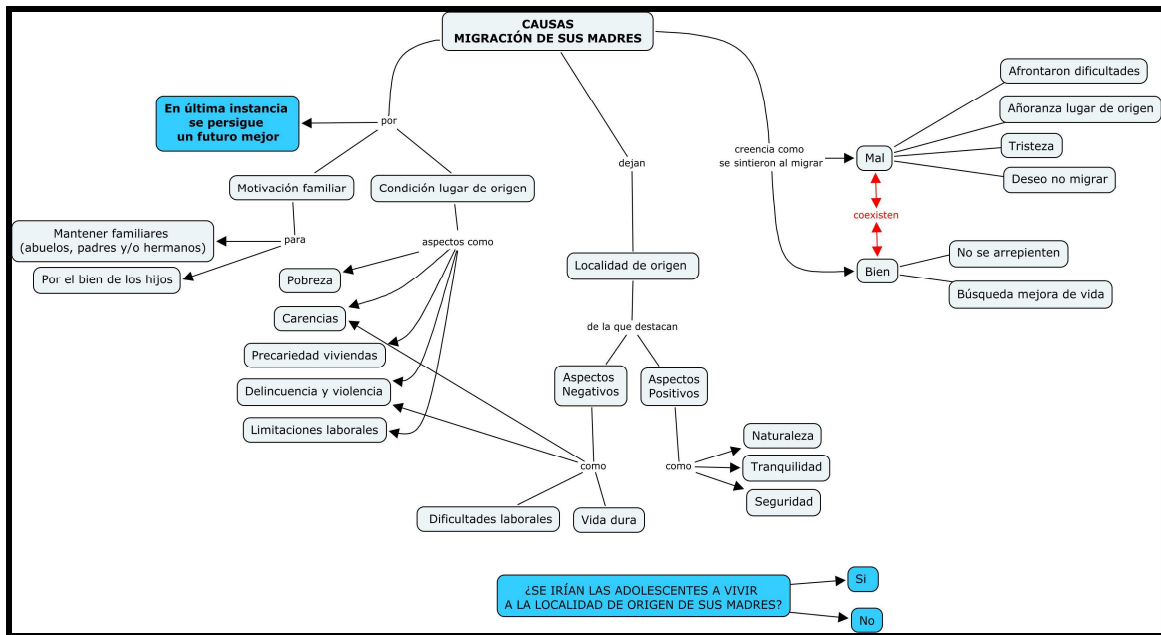 CAUSAS
MIGRACIÓN DE SUS MADRES
En última instancia
se persigue
un futuro mejor
por
Motivación familiar
Condición lugar de origen
para
Mantener familiares
(abuelos, padres y/o hermanos)
Por el bien de los hijos
aspectos como
Pobreza
Carencias
Precariedad viviendas
Delincuencia y violencia
Limitaciones laborales
dejan
Localidad de origen
de la que destacan
Aspectos
Negativos
Aspectos
Positivos
como
Dificultades laborales
Vida dura
como
Naturaleza
Tranquilidad
Seguridad
creencia como
se sintieron al migrar
Mal
Afrontaron dificultades
Añoranza lugar de origen
Tristeza
Deseo no migrar
coexisten
Bien
No se arrepienten
Búsqueda mejora de vida
¿SE IRÍAN LAS ADOLESCENTES A VIVIR
A LA LOCALIDAD DE ORIGEN DE SUS MADRES?
Si
No